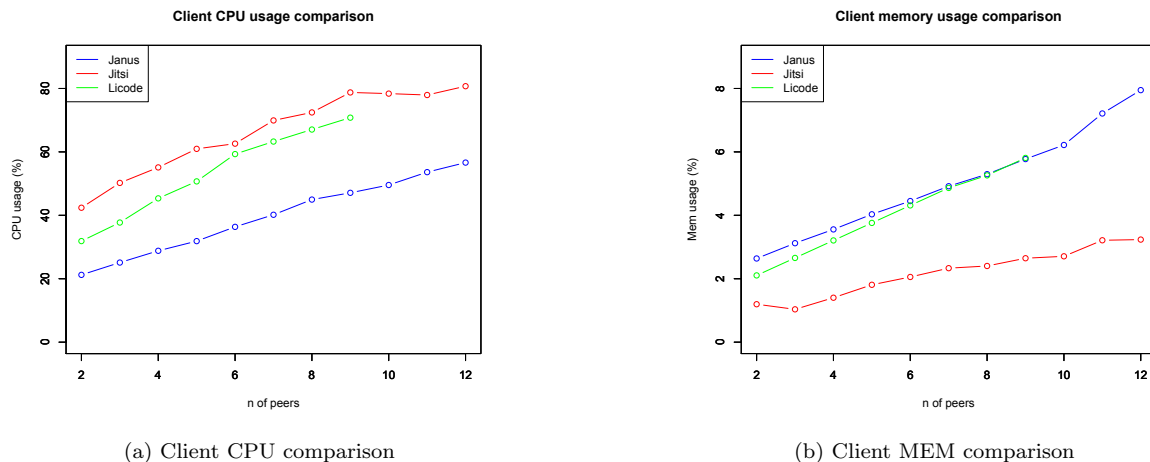 Client CPU usage comparison
Janus
Jitsi
Licode
CPU usage (%)
0
20
40
60
80
2
4
6
8
10
12
n of peers
(a) Client CPU comparison
Client memory usage comparison
Janus
Jitsi
Licode
Mem usage (%)
0
2
4
6
8
2
4
6
8
10
12
n of peers
(b) Client MEM comparison